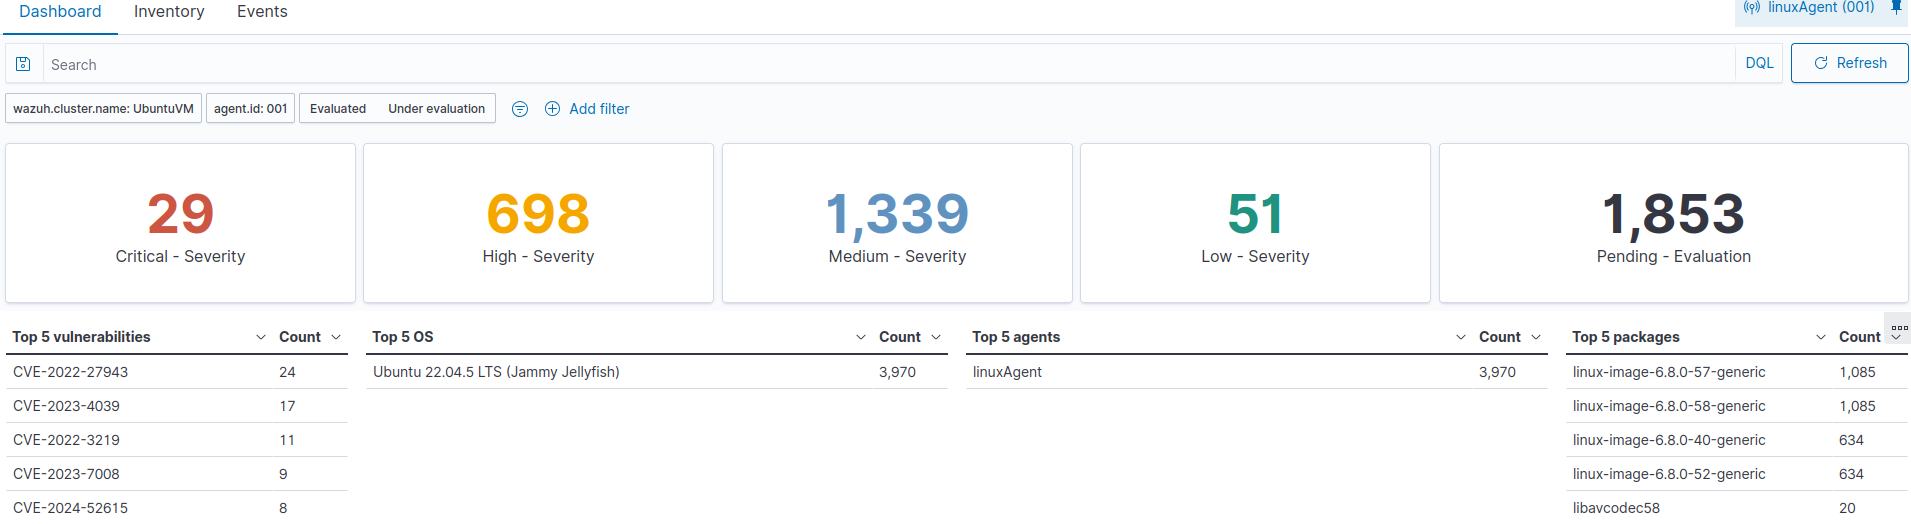 Dashboard Inventory Events linuxAgent (001)
Search DQL Refresh
wazuh.cluster.name: UbuntuVM agent.id: 001 Evaluated Under evaluation Add filter
29 698 1,339 51 1,853
Critical - Severity High - Severity Medium - Severity Low - Severity Pending - Evaluation
Top 5 vulnerabilities Count Top 5 OS Count Top 5 agents Count Top 5 packages Count
CVE-2022-27943 24 Ubuntu 22.04.5 LTS (Jammy Jellyfish) 3,970 linuxAgent 3,970 linux-image-6.8.0-57-generic 1,085
CVE-2023-4039 17 linux-image-6.8.0-58-generic 1,085
CVE-2022-3219 11 linux-image-6.8.0-40-generic 634
CVE-2023-7008 9 linux-image-6.8.0-52-generic 634
CVE-2024-52615 8 libavcodec58 20